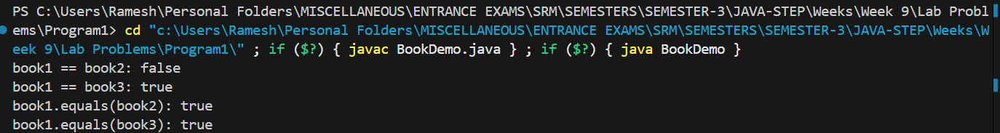 PS C:\Users\Ramesh\Personal Folders\MISCELLANEOUS\ENTRANCE EXAMS\SRM\SEMESTERS\SEMESTER-3\JAVA-STEP\Weeks\Week 9\Lab Probl
ems\Program1> cd "c:\Users\Ramesh\Personal Folders\MISCELLANEOUS\ENTRANCE EXAMS\SRM\SEMESTERS\SEMESTER-3\JAVA-STEP\Weeks\W
eek 9\Lab Problems\Program1\" ; if ($?) { javac BookDemo.java } ; if ($?) { java BookDemo }
book1 == book2: false
book1 == book3: true
book1.equals(book2): true
book1.equals(book3): true